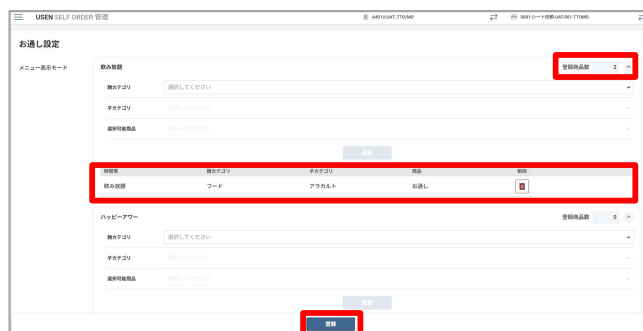 USEN SELF ORDER 管理
お通し設定
メニュー表示モード
飲み放題
登録商品数 2
親カテゴリ 選択してください
子カテゴリ 選択してください
選択可能商品 選択してください
追加
時間帯 親カテゴリ 子カテゴリ 商品 削除
飲み放題 フード アラカルト お通し
ハッピーアワー
登録商品数 0
親カテゴリ 選択してください
子カテゴリ 選択してください
選択可能商品 選択してください
追加
登録